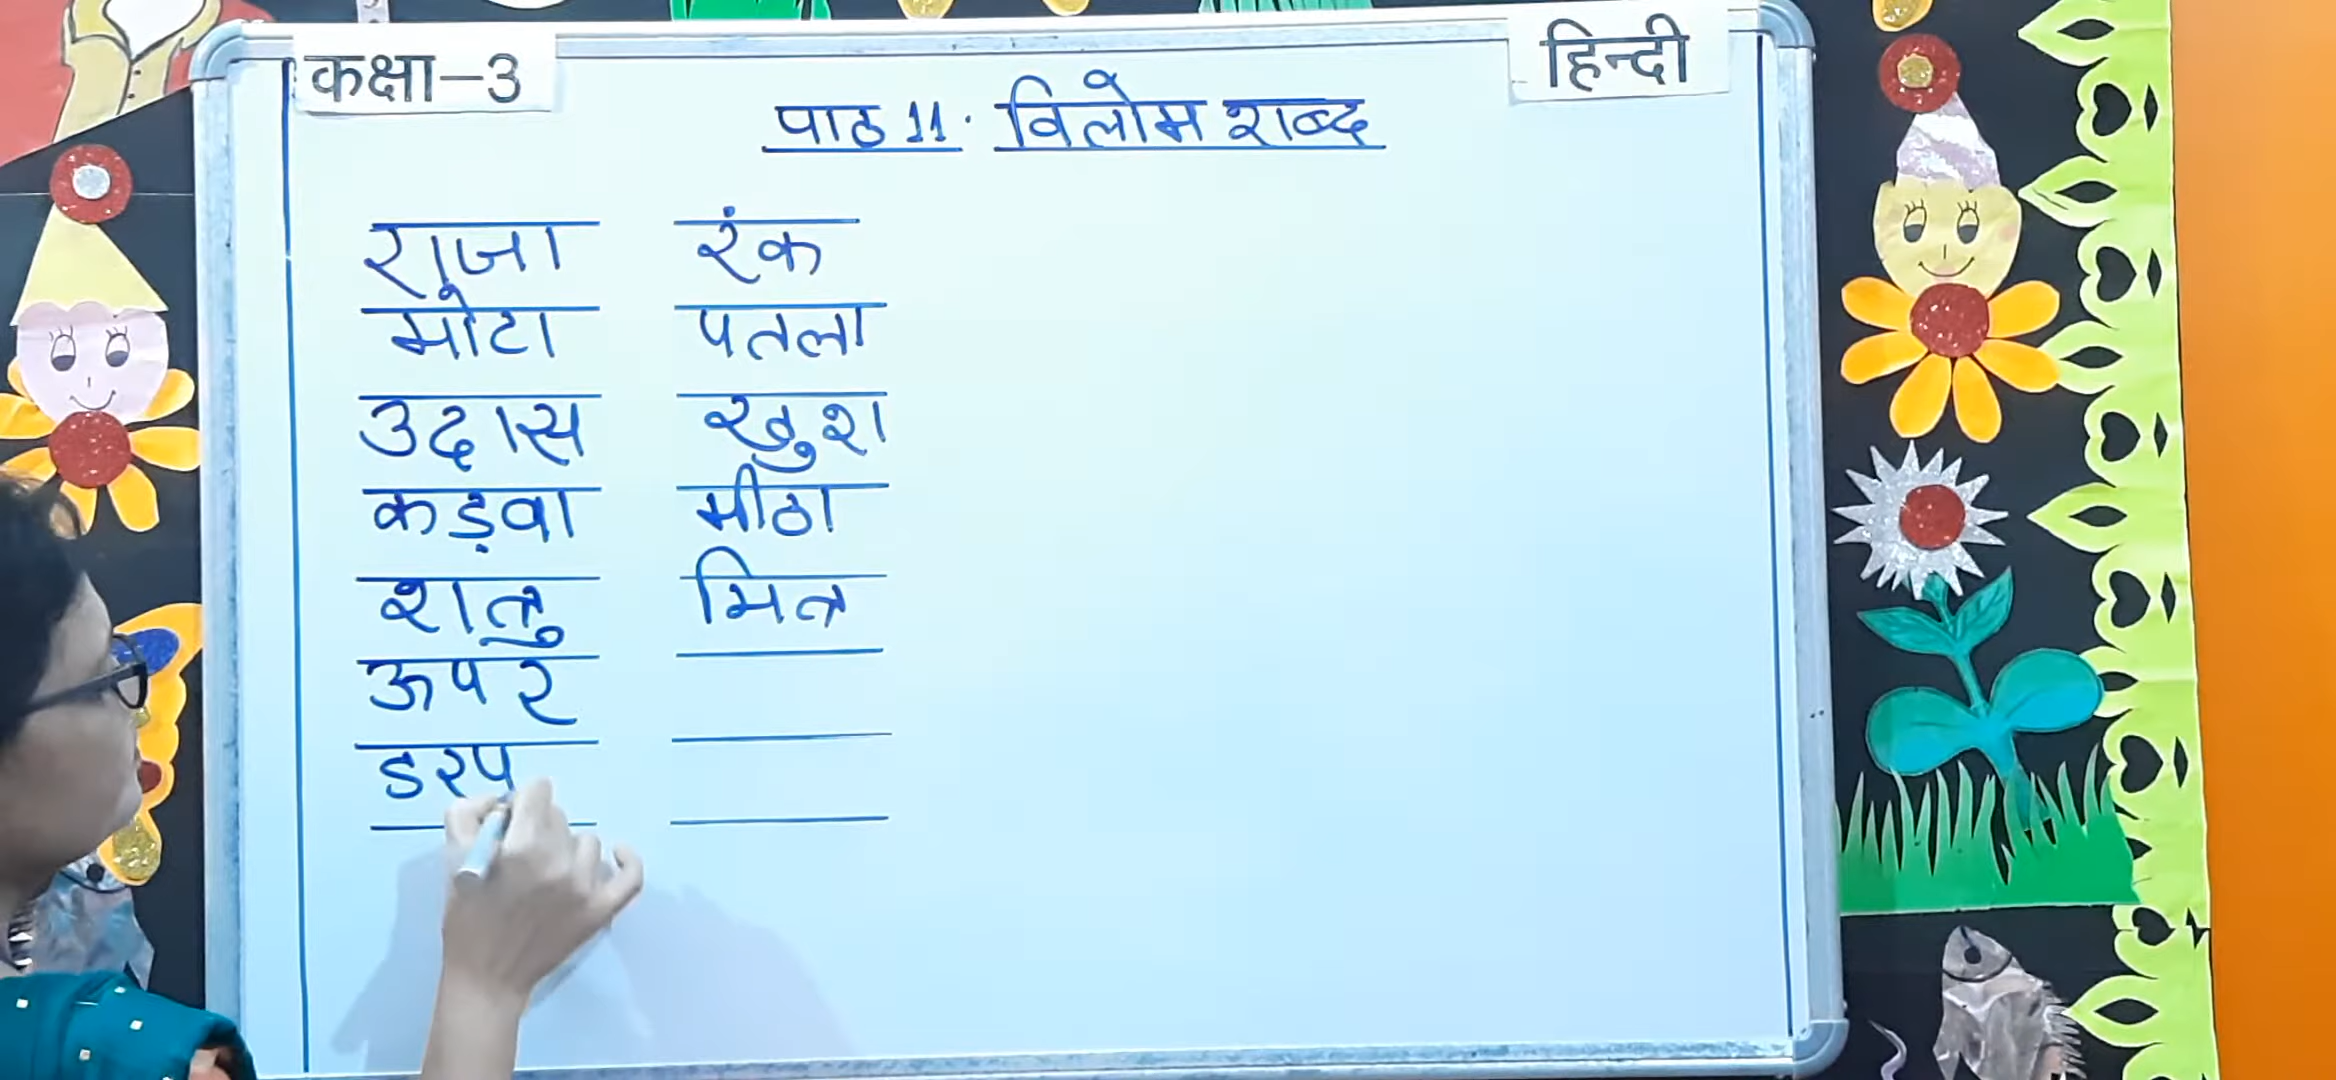 कक्षा-3
हिन्दी
पाठ 11. विलोम शब्द
राजा रंक
मोटा पतला
उदास खुश
कड़वा मीठा
शत्रु मित्र
ऊपर
डरप